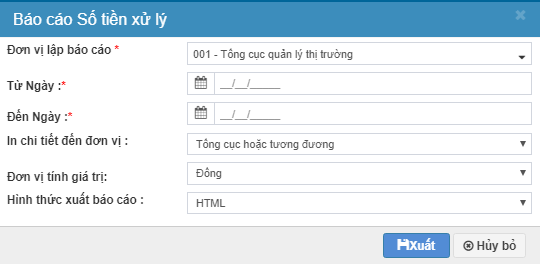 Báo cáo Số tiền xử lý
Đơn vị lập báo cáo * 001 - Tổng cục quản lý thị trường
Từ Ngày :* __/__/_____
Đến Ngày :* __/__/_____
In chi tiết đến đơn vị : Tổng cục hoặc tương đương
Đơn vị tính giá trị: Đồng
Hình thức xuất báo cáo : HTML
Xuất Hủy bỏ